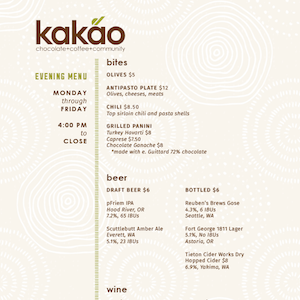 kakáo
chocolate+coffee+community
EVENING MENU
MONDAY
through
FRIDAY
4:00 PM
to
CLOSE
bites
OLIVES $5
ANTIPASTO PLATE $12
Olives, cheeses, meats
CHILI $8.50
Top sirloin chili and pasta shells
GRILLED PANINI
Turkey Havarti $8
Caprese $7.50
Chocolate Ganache $8
*made with e. Guittard 72% chocolate
beer
DRAFT BEER $6
pFriem IPA
Hood River, OR
7.2%, 65 IBUs
Scuttlebutt Amber Ale
Everett, WA
5.1%, 23 IBUs
BOTTLED $6
Reuben's Brews Gose
4.3%, 6 IBUs
Seattle, WA
Fort George 1811 Lager
5.1%, No IBUs
Astoria, OR
Tieton Cider Works Dry
Hopped Cider $8
6.9%, Yakima, WA
wine